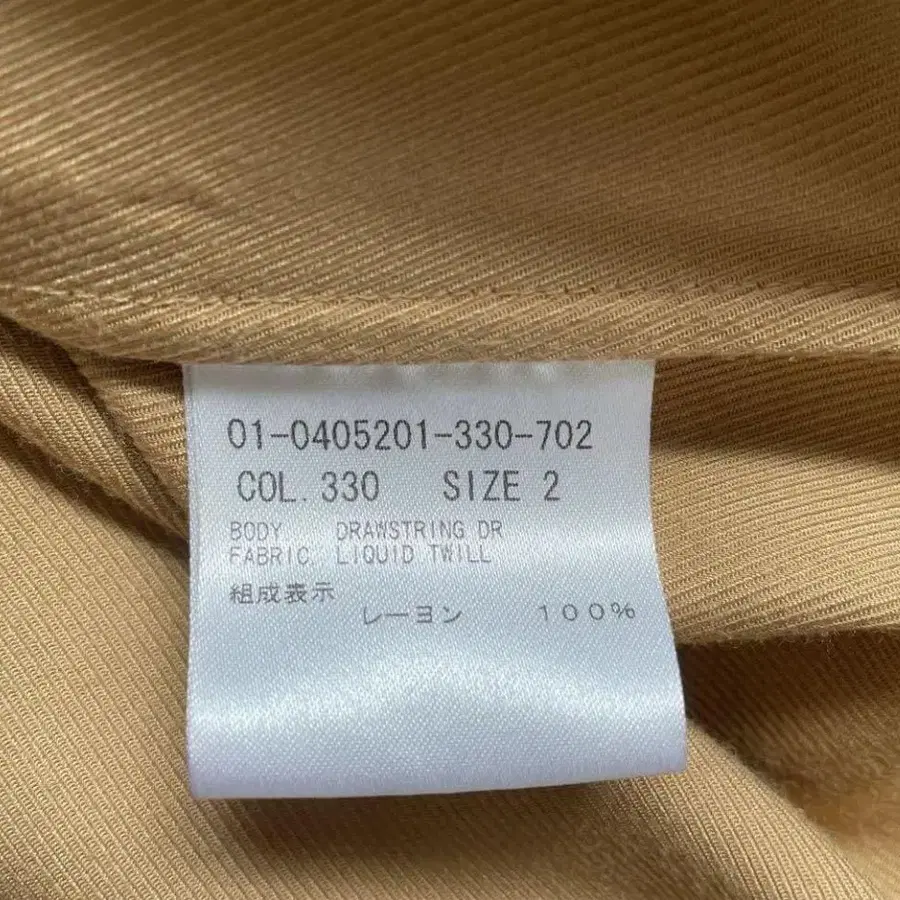 01-0405201-330-702
COL. 330 SIZE 2
BODY DRAWSTRING DR
FABRIC LIQUID TWILL
組成表示
レーヨン 100%